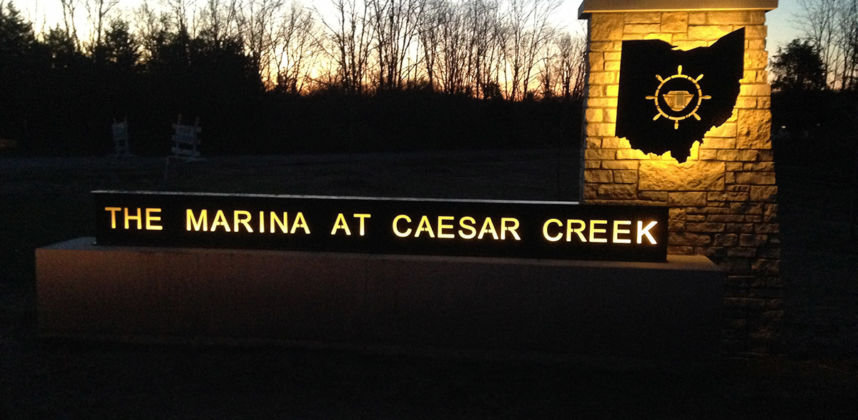 THE MARINA AT CAESAR CREEK